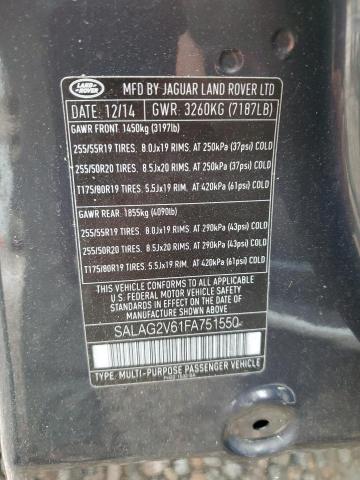 LAND ROVER
MFD BY JAGUAR LAND ROVER LTD
DATE: 12/14 GWR: 3260KG (7187LB)
GAWR FRONT: 1450kg (3197lb)
255/55R19 TIRES. 8.0Jx19 RIMS, AT 250kPa (37psi) COLD
255/50R20 TIRES. 8.5Jx20 RIMS, AT 250kPa (37psi) COLD
T175/80R19 TIRES. 5.5Jx19 RIMS, AT 420kPa (61psi) COLD
GAWR REAR: 1855kg (4090lb)
255/55R19 TIRES. 8.0Jx19 RIMS, AT 290kPa (43psi) COLD
255/50R20 TIRES. 8.5Jx20 RIMS, AT 290kPa (43psi) COLD
T175/80R19 TIRES. 5.5Jx19 RIMS, AT 420kPa (61psi) COLD
THIS VEHICLE CONFORMS TO ALL APPLICABLE
U.S. FEDERAL MOTOR VEHICLE SAFETY STANDARDS
IN EFFECT ON THE DATE OF MANUFACTURE SHOWN ABOVE
SALAG2V61FA751550
TYPE: MULTI-PURPOSE PASSENGER VEHICLE